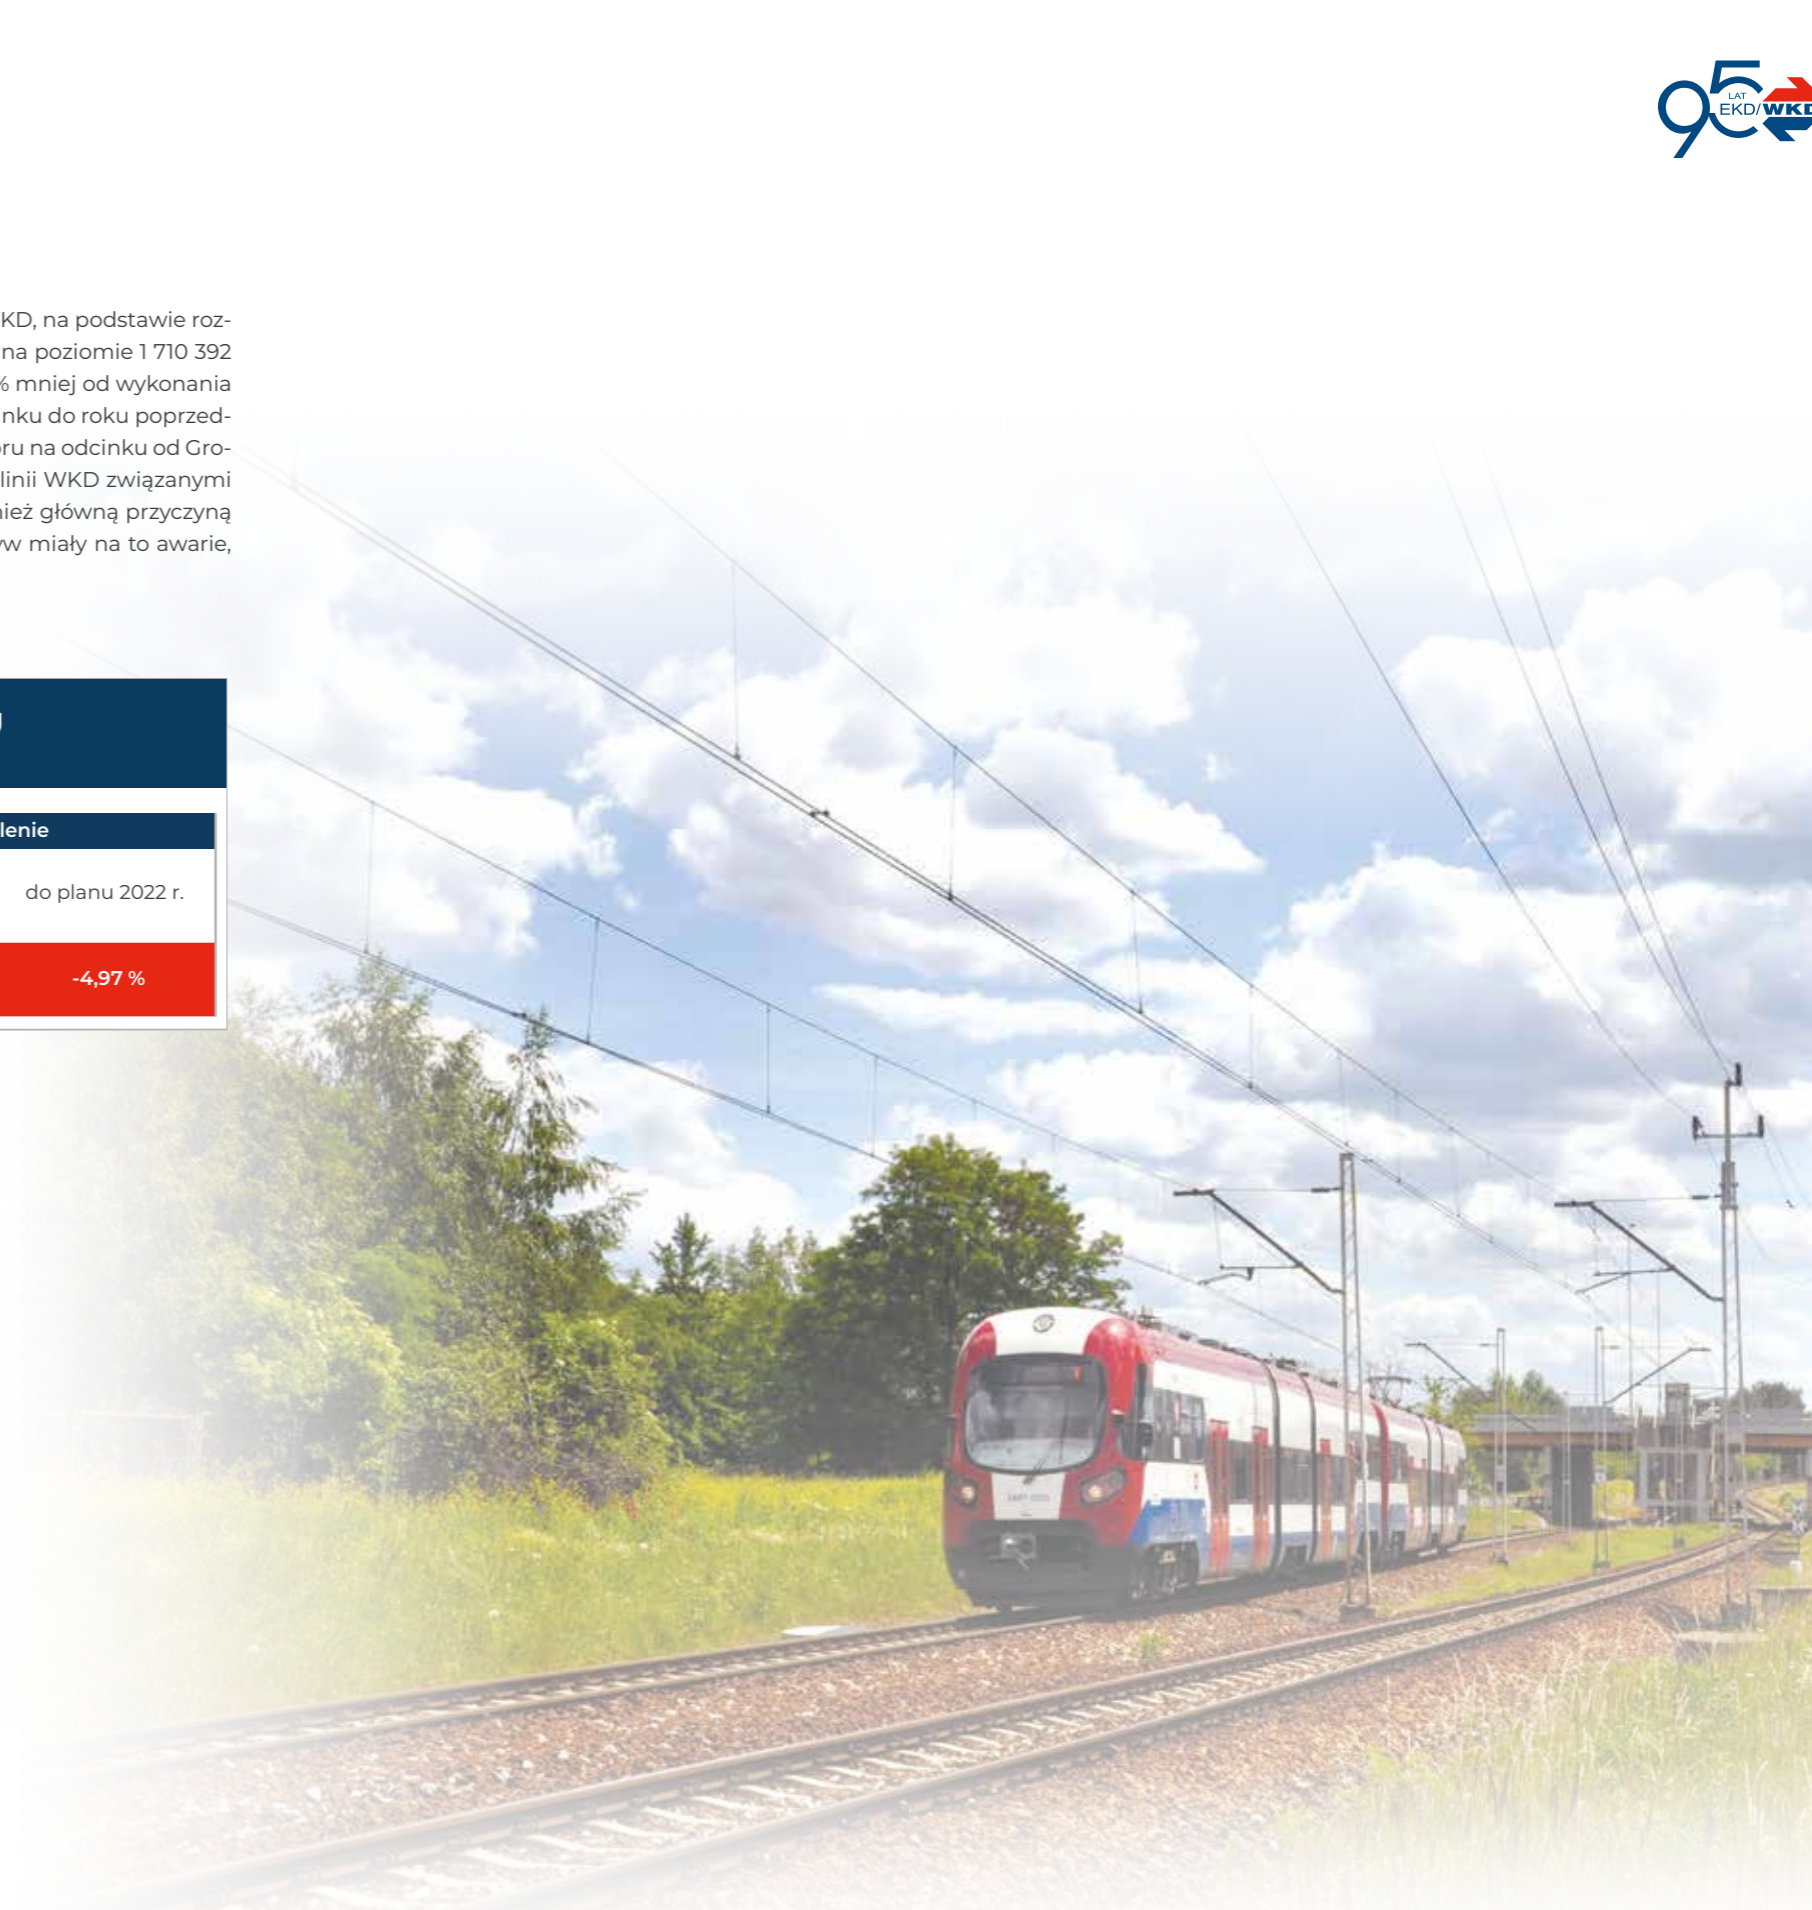 95
LAT
EKD/WKD
KD, na podstawie roz-
na poziomie 1 710 392
% mniej od wykonania
nku do roku poprzed-
ru na odcinku od Gro-
linii WKD związanymi
nież główną przyczyną
w miały na to awarie,
lenie
do planu 2022 r.
-4,97 %